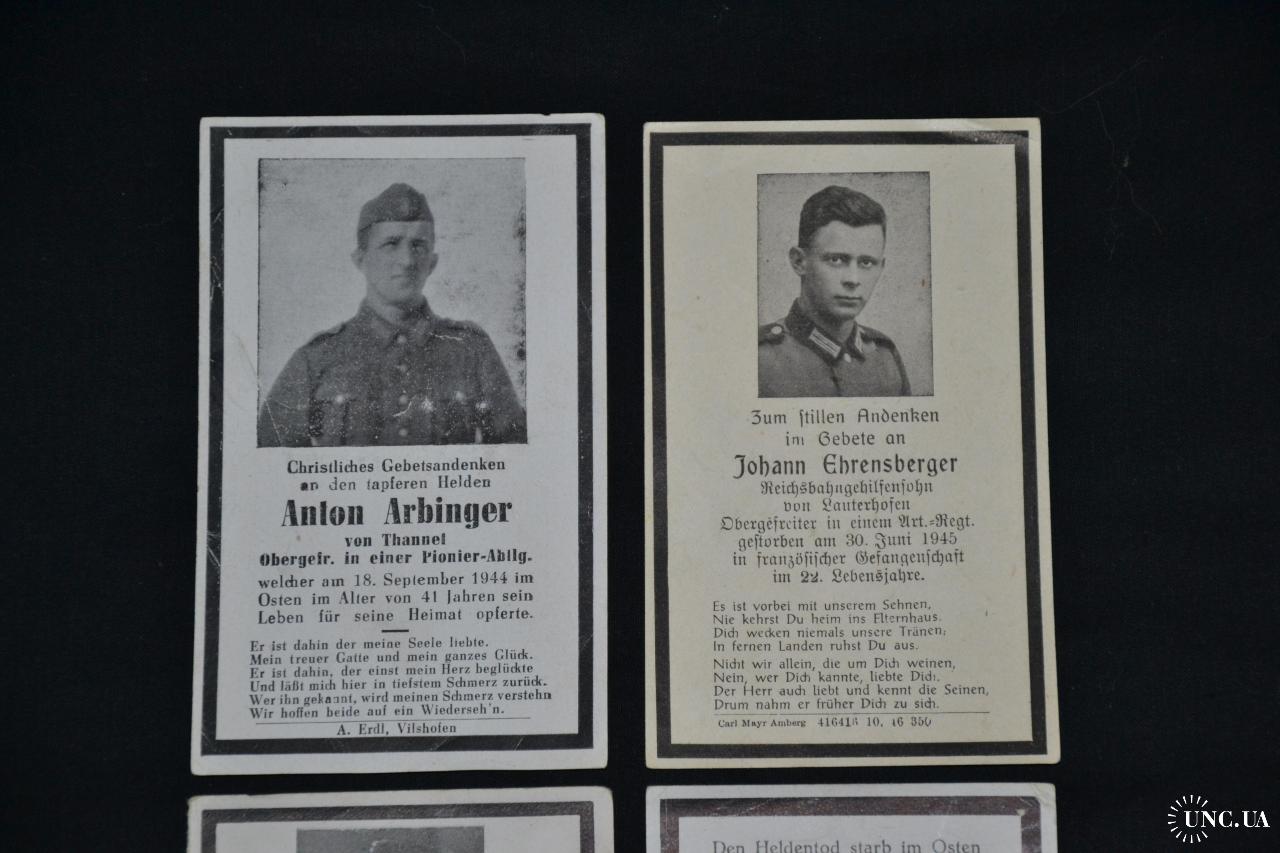 Christliches Gebetsandenken
an den tapferen Helden
Anton Arbinger
von Thannet
Obergefr. in einer Pionier-Abtlg.
welcher am 18. September 1944 im
Osten im Alter von 41 Jahren sein
Leben für seine Heimat opferte.
Er ist dahin der meine Seele liebte.
Mein treuer Gatte und mein ganzes Glück.
Er ist dahin, der einst mein Herz beglückte
Und läßt mich hier in tiefstem Schmerz zurück.
Wer ihn gekannt, wird meinen Schmerz verstehn
Wir hoffen beide auf ein Wiederseh'n.
A. Erdl, Vilshofen
Zum stillen Andenken
im Gebete an
Johann Ehrensberger
Reichsbahngehilfensohn
von Lauterhofen
Obergefreiter in einem Art.-Regt.
gestorben am 30. Juni 1945
in französischer Gefangenschaft
im 22. Lebensjahre.
Es ist vorbei mit unserem Sehnen,
Nie kehrst Du heim ins Elternhaus.
Dich wecken niemals unsere Tränen;
In fernen Landen ruhst Du aus.
Nicht wir allein, die um Dich weinen,
Nein, wer Dich kannte, liebte Dich.
Der Herr auch liebt und kennt die Seinen,
Drum nahm er früher Dich zu sich.
Carl Mayr Amberg 416416 10. 46 350
Den Heldentod starb im Osten
UNC.UA